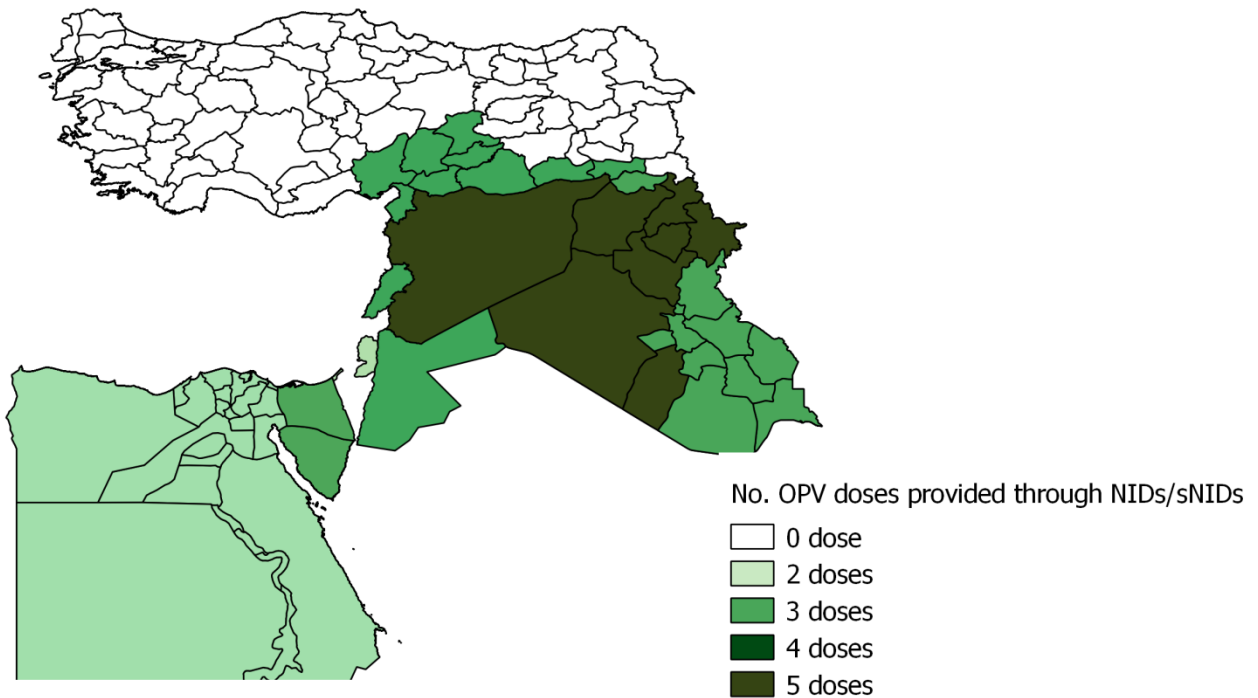 No. OPV doses provided through NIDs/sNIDs
0 dose
2 doses
3 doses
4 doses
5 doses